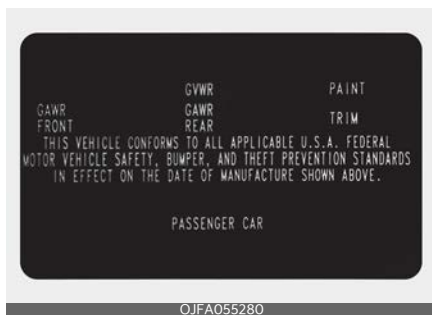 GVWR PAINT
GAWR GAWR
FRONT REAR TRIM
THIS VEHICLE CONFORMS TO ALL APPLICABLE U.S.A. FEDERAL
MOTOR VEHICLE SAFETY, BUMPER, AND THEFT PREVENTION STANDARDS
IN EFFECT ON THE DATE OF MANUFACTURE SHOWN ABOVE.
PASSENGER CAR
OJFA055280